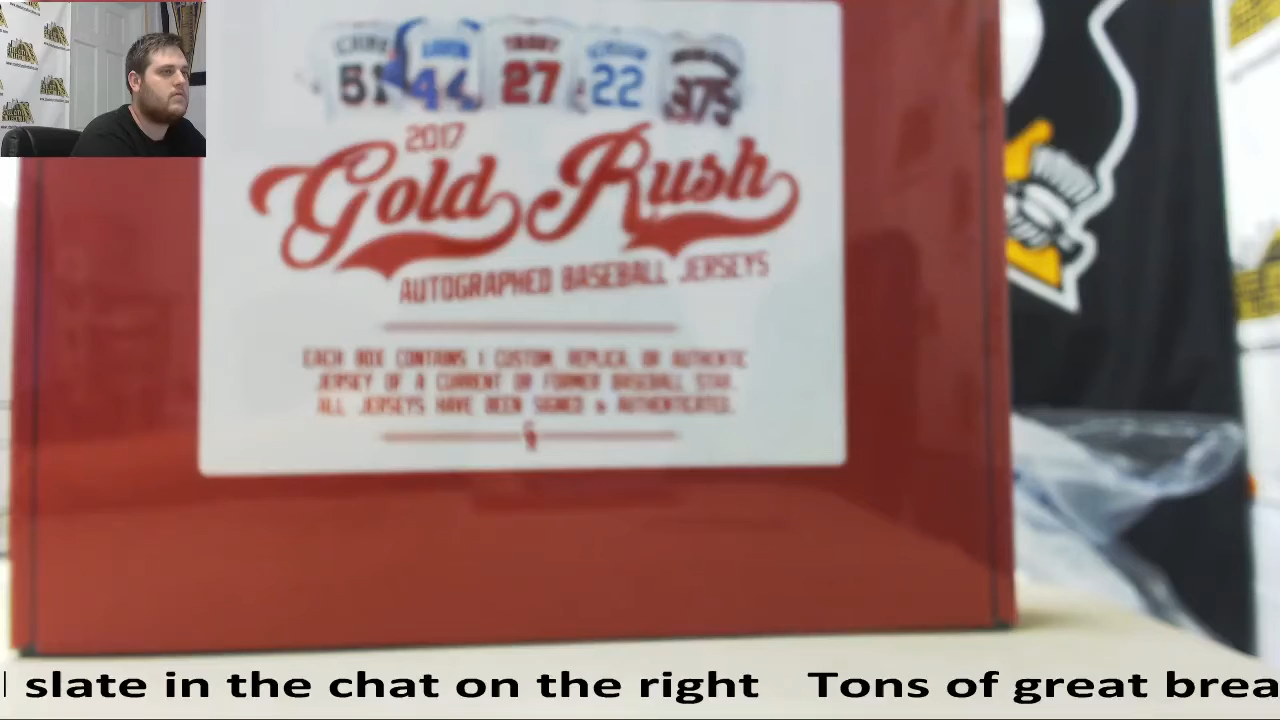 51 44 TROUT 27 22
2017
Gold Rush
AUTOGRAPHED BASEBALL JERSEYS
EACH BOX CONTAINS 1 CUSTOM, REPLICA, OR AUTHENTIC
JERSEY OF A CURRENT OR FORMER BASEBALL STAR.
ALL JERSEYS HAVE BEEN SIGNED & AUTHENTICATED.
slate in the chat on the right Tons of great brea